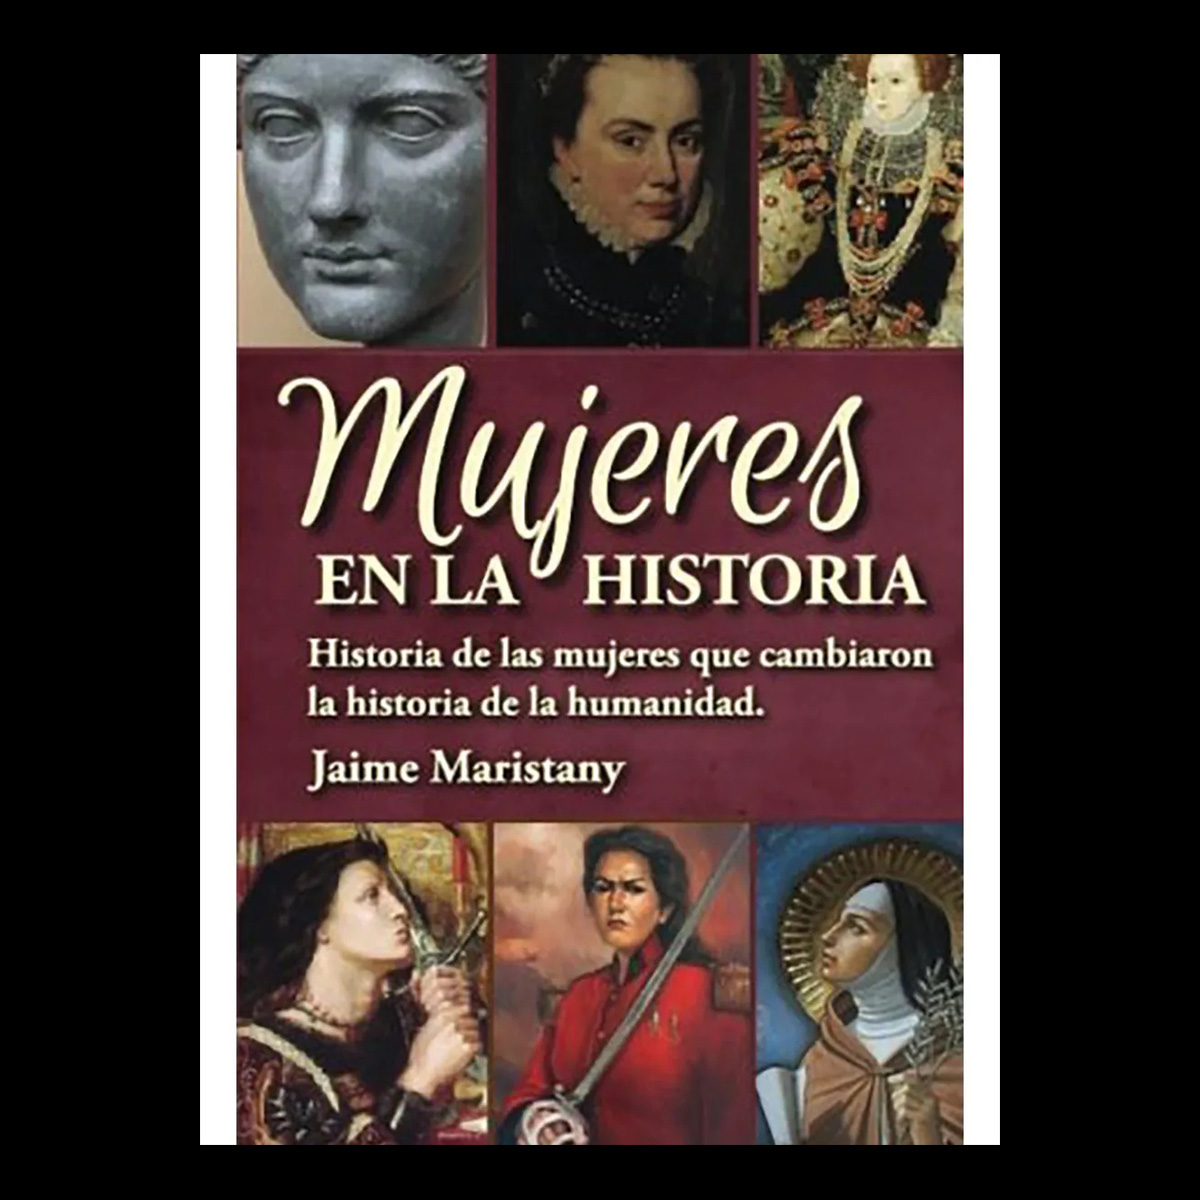 Mujeres
EN LA HISTORIA
Historia de las mujeres que cambiaron
la historia de la humanidad.
Jaime Maristany